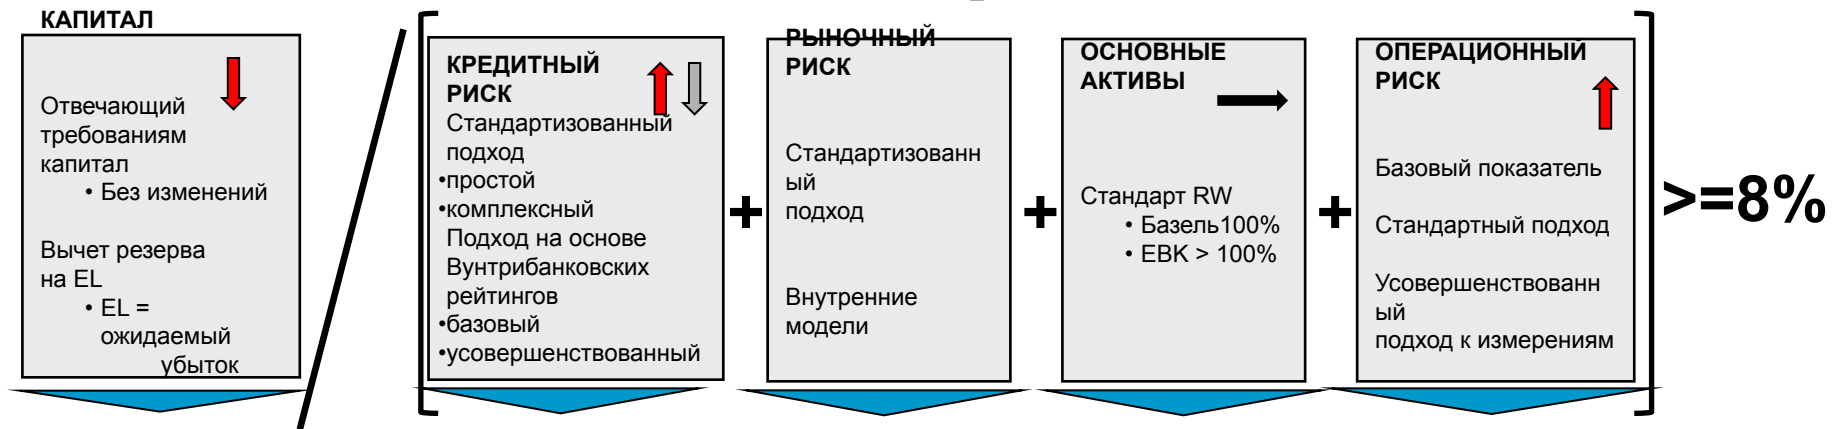 КАПИТАЛ
Отвечающий
требованиям
капитал
• Без изменений
Вычет резерва
на EL
• EL =
ожидаемый
убыток
КРЕДИТНЫЙ
РИСК
Стандартизованный
подход
•простой
•комплексный
Подход на основе
Вунтрибанковских
рейтингов
•базовый
•усовершенствованный
+
РЫНОЧНЫЙ
РИСК
Стандартизованн
ый
подход
Внутренние
модели
+
ОСНОВНЫЕ
АКТИВЫ
Стандарт RW
• Базель100%
• ЕВК > 100%
+
ОПЕРАЦИОННЫЙ
РИСК
Базовый показатель
Стандартный подход
Усовершенствованн
ый
подход к измерениям
>=8%